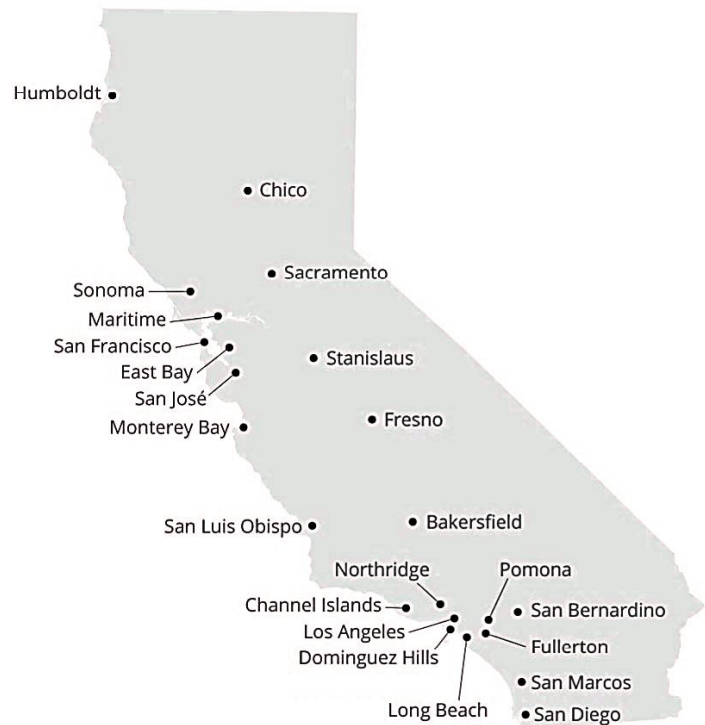 Humboldt
Chico
Sacramento
Sonoma
Maritime
San Francisco
East Bay
Stanislaus
San José
Fresno
Monterey Bay
San Luis Obispo
Bakersfield
Northridge
Pomona
Channel Islands
San Bernardino
Los Angeles
Fullerton
Dominguez Hills
San Marcos
Long Beach
San Diego